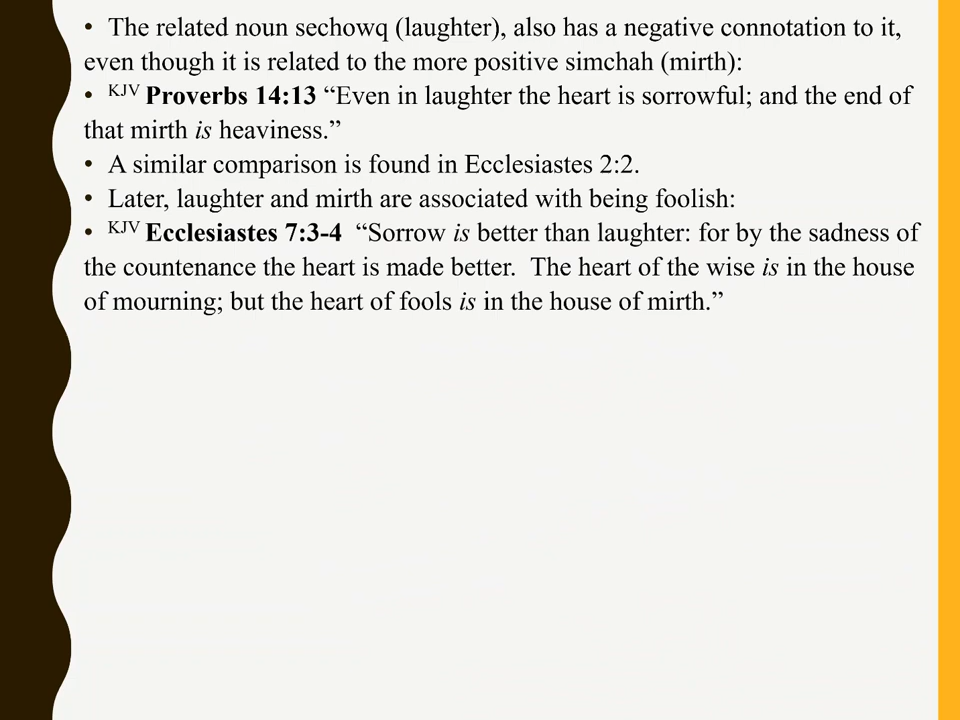 • The related noun sechowq (laughter), also has a negative connotation to it,
even though it is related to the more positive simchah (mirth):
• KJV Proverbs 14:13 “Even in laughter the heart is sorrowful; and the end of
that mirth is heaviness.”
• A similar comparison is found in Ecclesiastes 2:2.
• Later, laughter and mirth are associated with being foolish:
• KJV Ecclesiastes 7:3-4  “Sorrow is better than laughter: for by the sadness of
the countenance the heart is made better.  The heart of the wise is in the house
of mourning; but the heart of fools is in the house of mirth.”